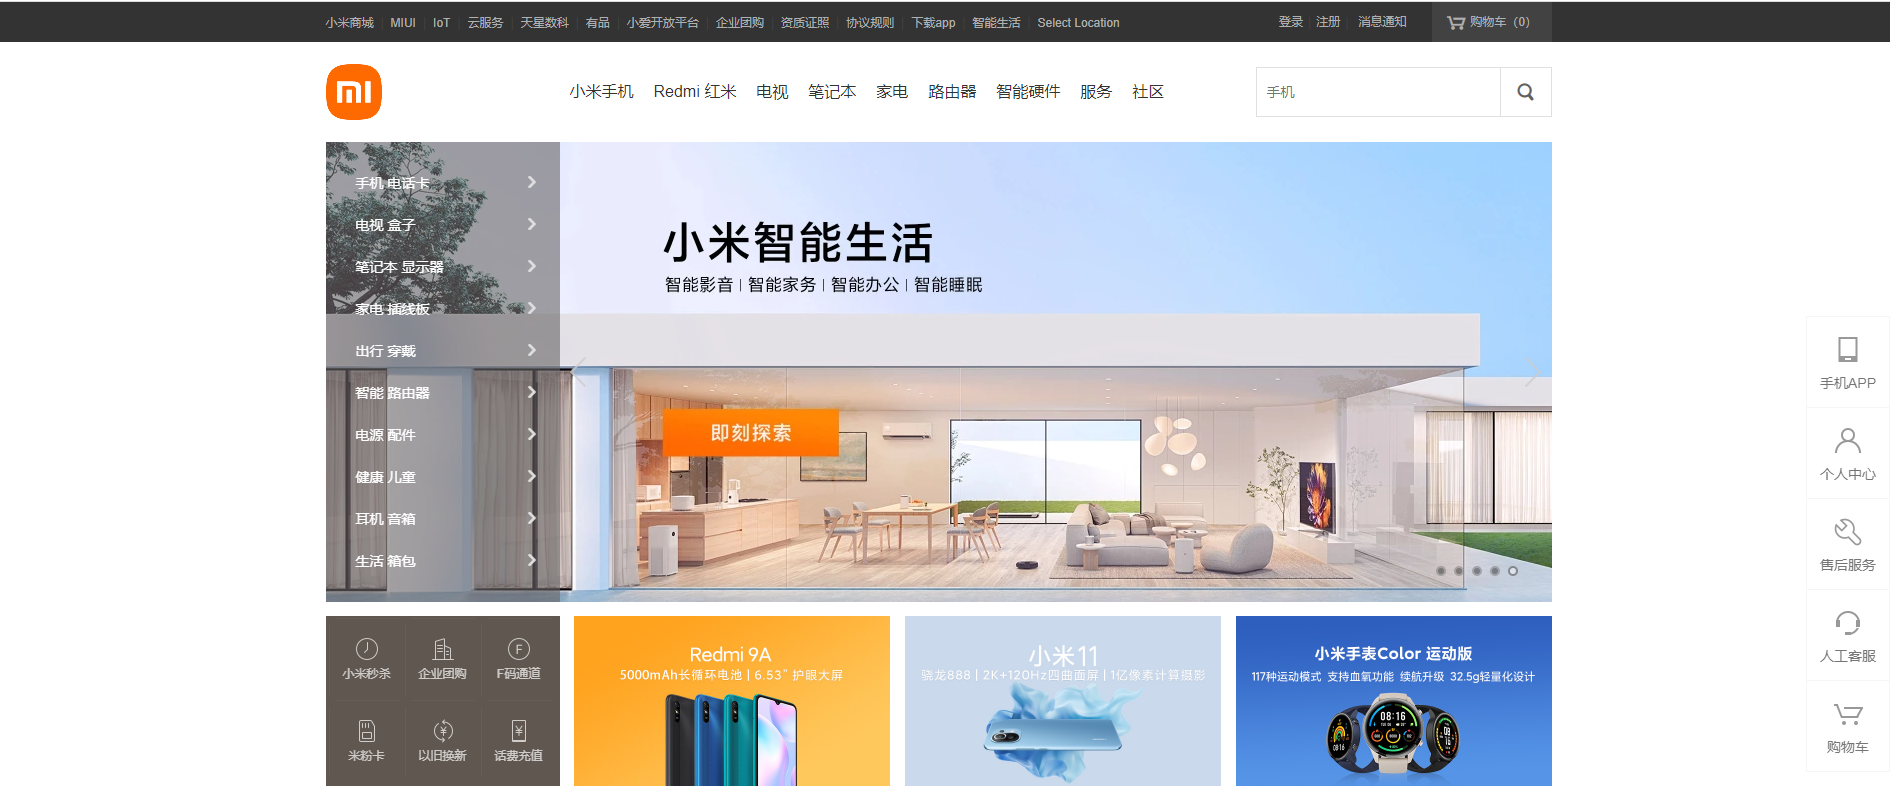 小米商城 MIUI IoT 云服务 天星数科 有品 小爱开放平台 企业团购 资质证照 协议规则 下载app 智能生活 Select Location 登录 注册 消息通知 购物车（0）
小米手机 Redmi 红米 电视 笔记本 家电 路由器 智能硬件 服务 社区 手机
手机 电话卡
电视 盒子
笔记本 显示器
家电 插线板
出行 穿戴
智能 路由器
电源 配件
健康 儿童
耳机 音箱
生活 箱包
小米智能生活
智能影音 | 智能家务 | 智能办公 | 智能睡眠
即刻探索
手机APP
个人中心
售后服务
人工客服
购物车
小米秒杀 企业团购 F码通道
米粉卡 以旧换新 话费充值
Redmi 9A
5000mAh长循环电池 | 6.53" 护眼大屏
小米11
骁龙888 | 2K+120Hz四曲面屏 | 1亿像素计算摄影
小米手表Color 运动版
117种运动模式 支持血氧功能 续航升级 32.5g轻量化设计
08:16